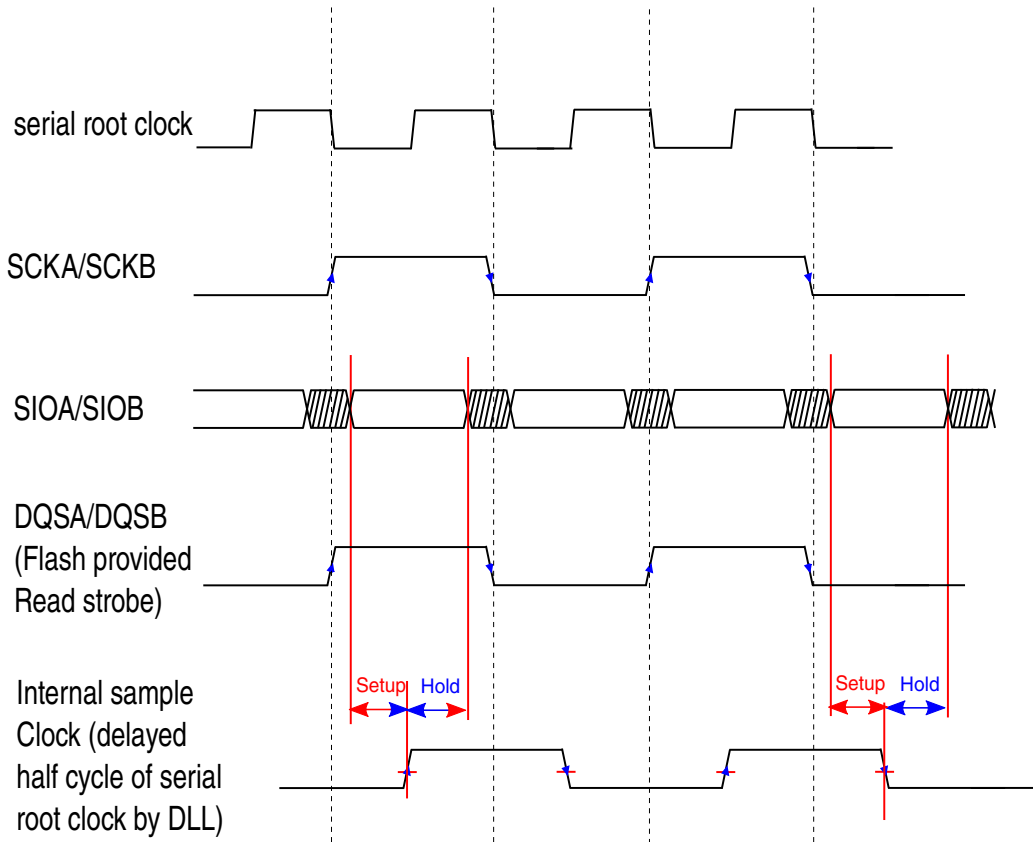 serial root clock
SCKA/SCKB
SIOA/SIOB
DQSA/DQSB
(Flash provided
Read strobe)
Setup
Hold
Setup
Hold
Internal sample
Clock (delayed
half cycle of serial
root clock by DLL)